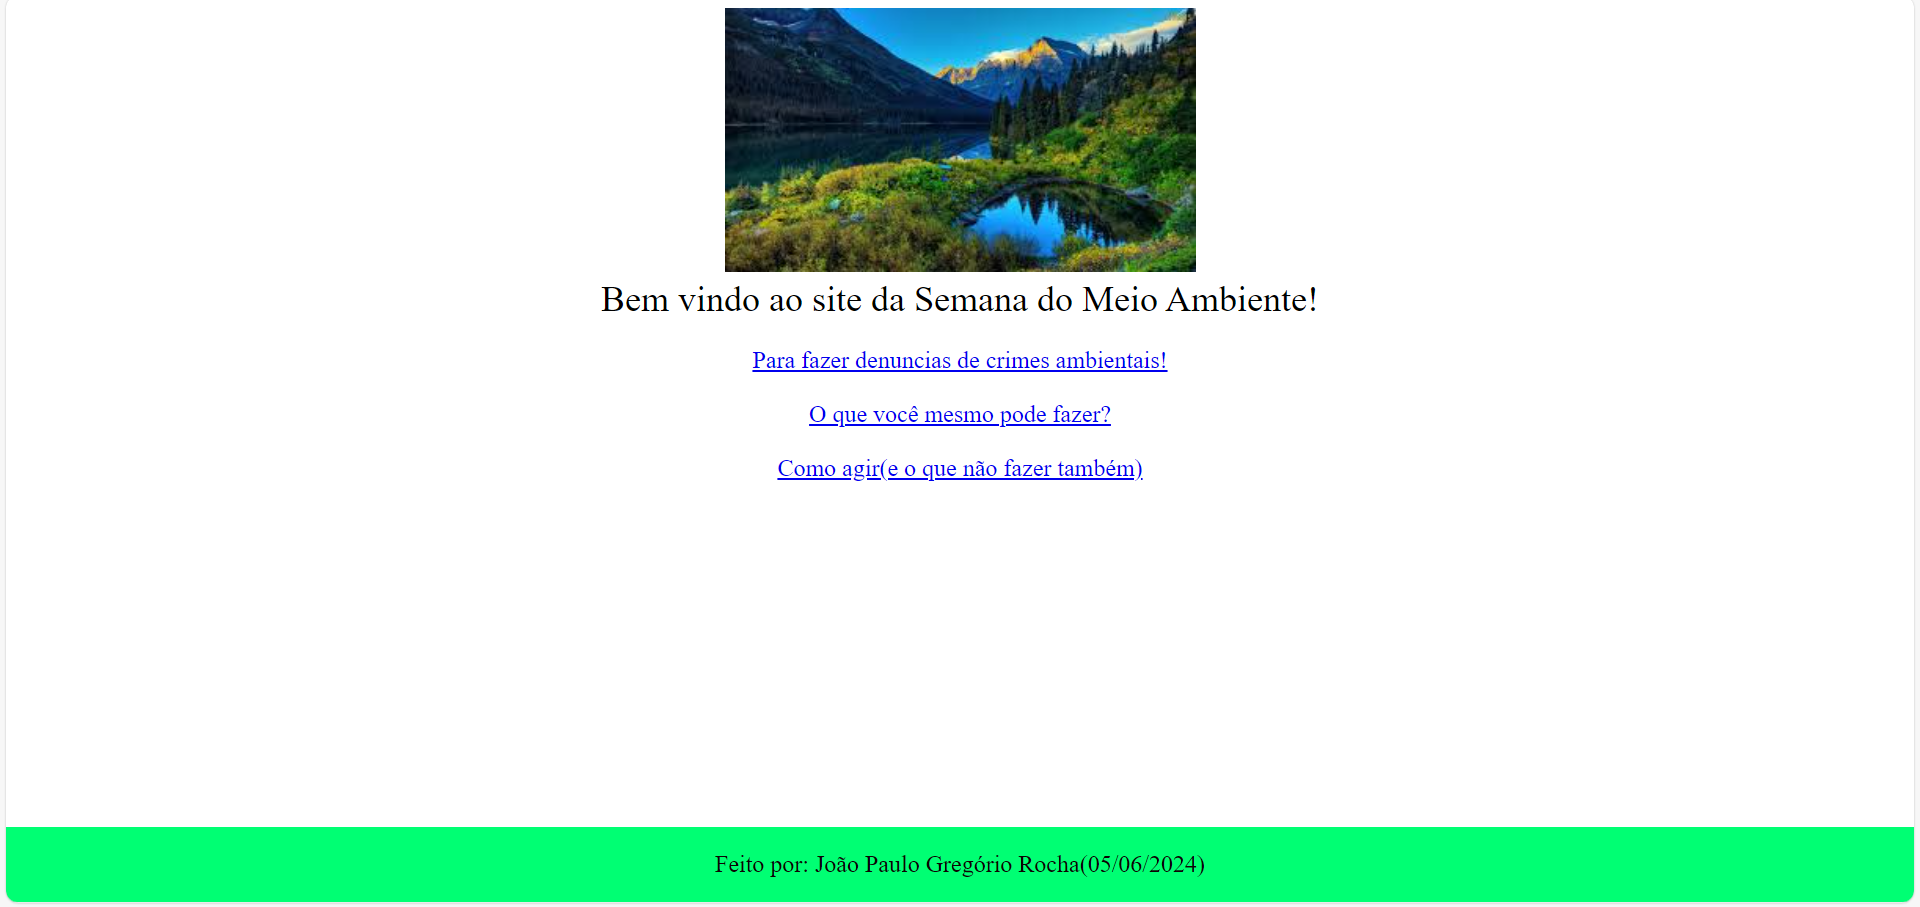 Bem vindo ao site da Semana do Meio Ambiente!
Para fazer denuncias de crimes ambientais!
O que você mesmo pode fazer?
Como agir(e o que não fazer também)
Feito por: João Paulo Gregório Rocha(05/06/2024)